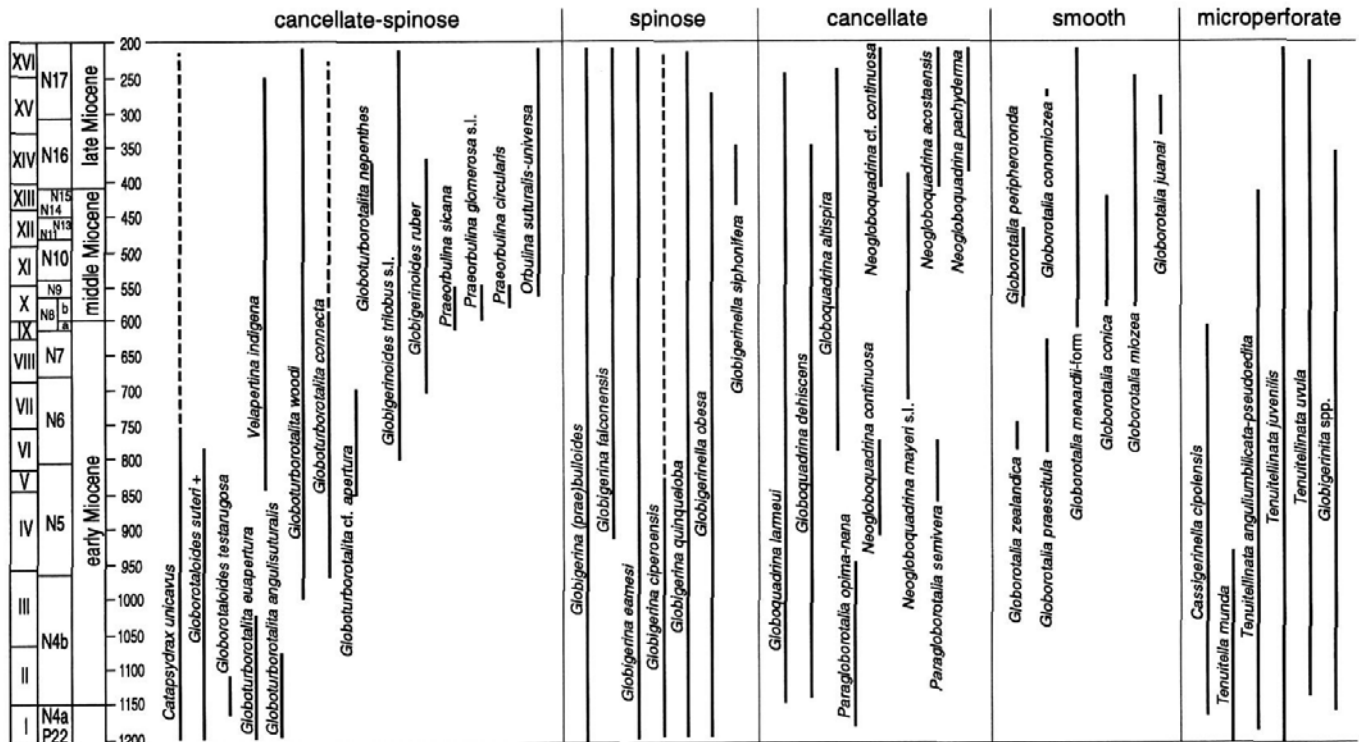 cancellate-spinose
spinose
cancellate
smooth
microperforate
XVI
XV
XIV
XIII
XII
XI
X
IX
VIII
VII
VI
V
IV
III
II
I
N17
N16
N15
N14
N13
N11
N10
N9
N8
b
a
N7
N6
N5
N4b
N4a
P22
late Miocene
middle Miocene
early Miocene
200
250
300
350
400
450
500
550
600
650
700
750
800
850
900
950
1000
1050
1100
1150
1200
Catapsydrax unicavus
Globorotaloides suteri +
Globorotaloides testarugosa
Globoturborotalita euapertura
Velapertina indigena
Globoturborotalita angulisuturalis
Globoturborotalita woodi
Globoturborotalita connecta
Globoturborotalita cf. apertura
Globoturborotalita nepenthes
Globigerinoides trilobus s.l.
Globigerinoides ruber
Praeorbulina sicana
Praeorbulina glomerosa s.l.
Praeorbulina circularis
Orbulina suturalis-universa
Globigerina (prae)bulloides
Globigerina falconensis
Globigerina eamesi
Globigerina ciperoensis
Globigerina quinqueloba
Globigerinella obesa
Globigerinella siphonifera
Globoquadrina larmeui
Globoquadrina dehiscens
Globoquadrina altispira
Paragloborotalia opima-nana
Neogloboquadrina continuosa
Neogloboquadrina cf. continuosa
Neogloboquadrina mayeri s.l.
Neogloboquadrina acostaensis
Paragloborotalia semivera
Neogloboquadrina pachyderma
Globorotalia zealandica
Globorotalia peripheroronda
Globorotalia praescitula
Globorotalia conomiozea
Globorotalia menardii-form
Globorotalia conica
Globorotalia miozea
Globorotalia juanai
Cassigerinella cipolensis
Tenuitella munda
Tenuitellinata angulumbilicata-pseudoedita
Tenuitellinata juvenilis
Tenuitellinata uvula
Globigerinita spp.